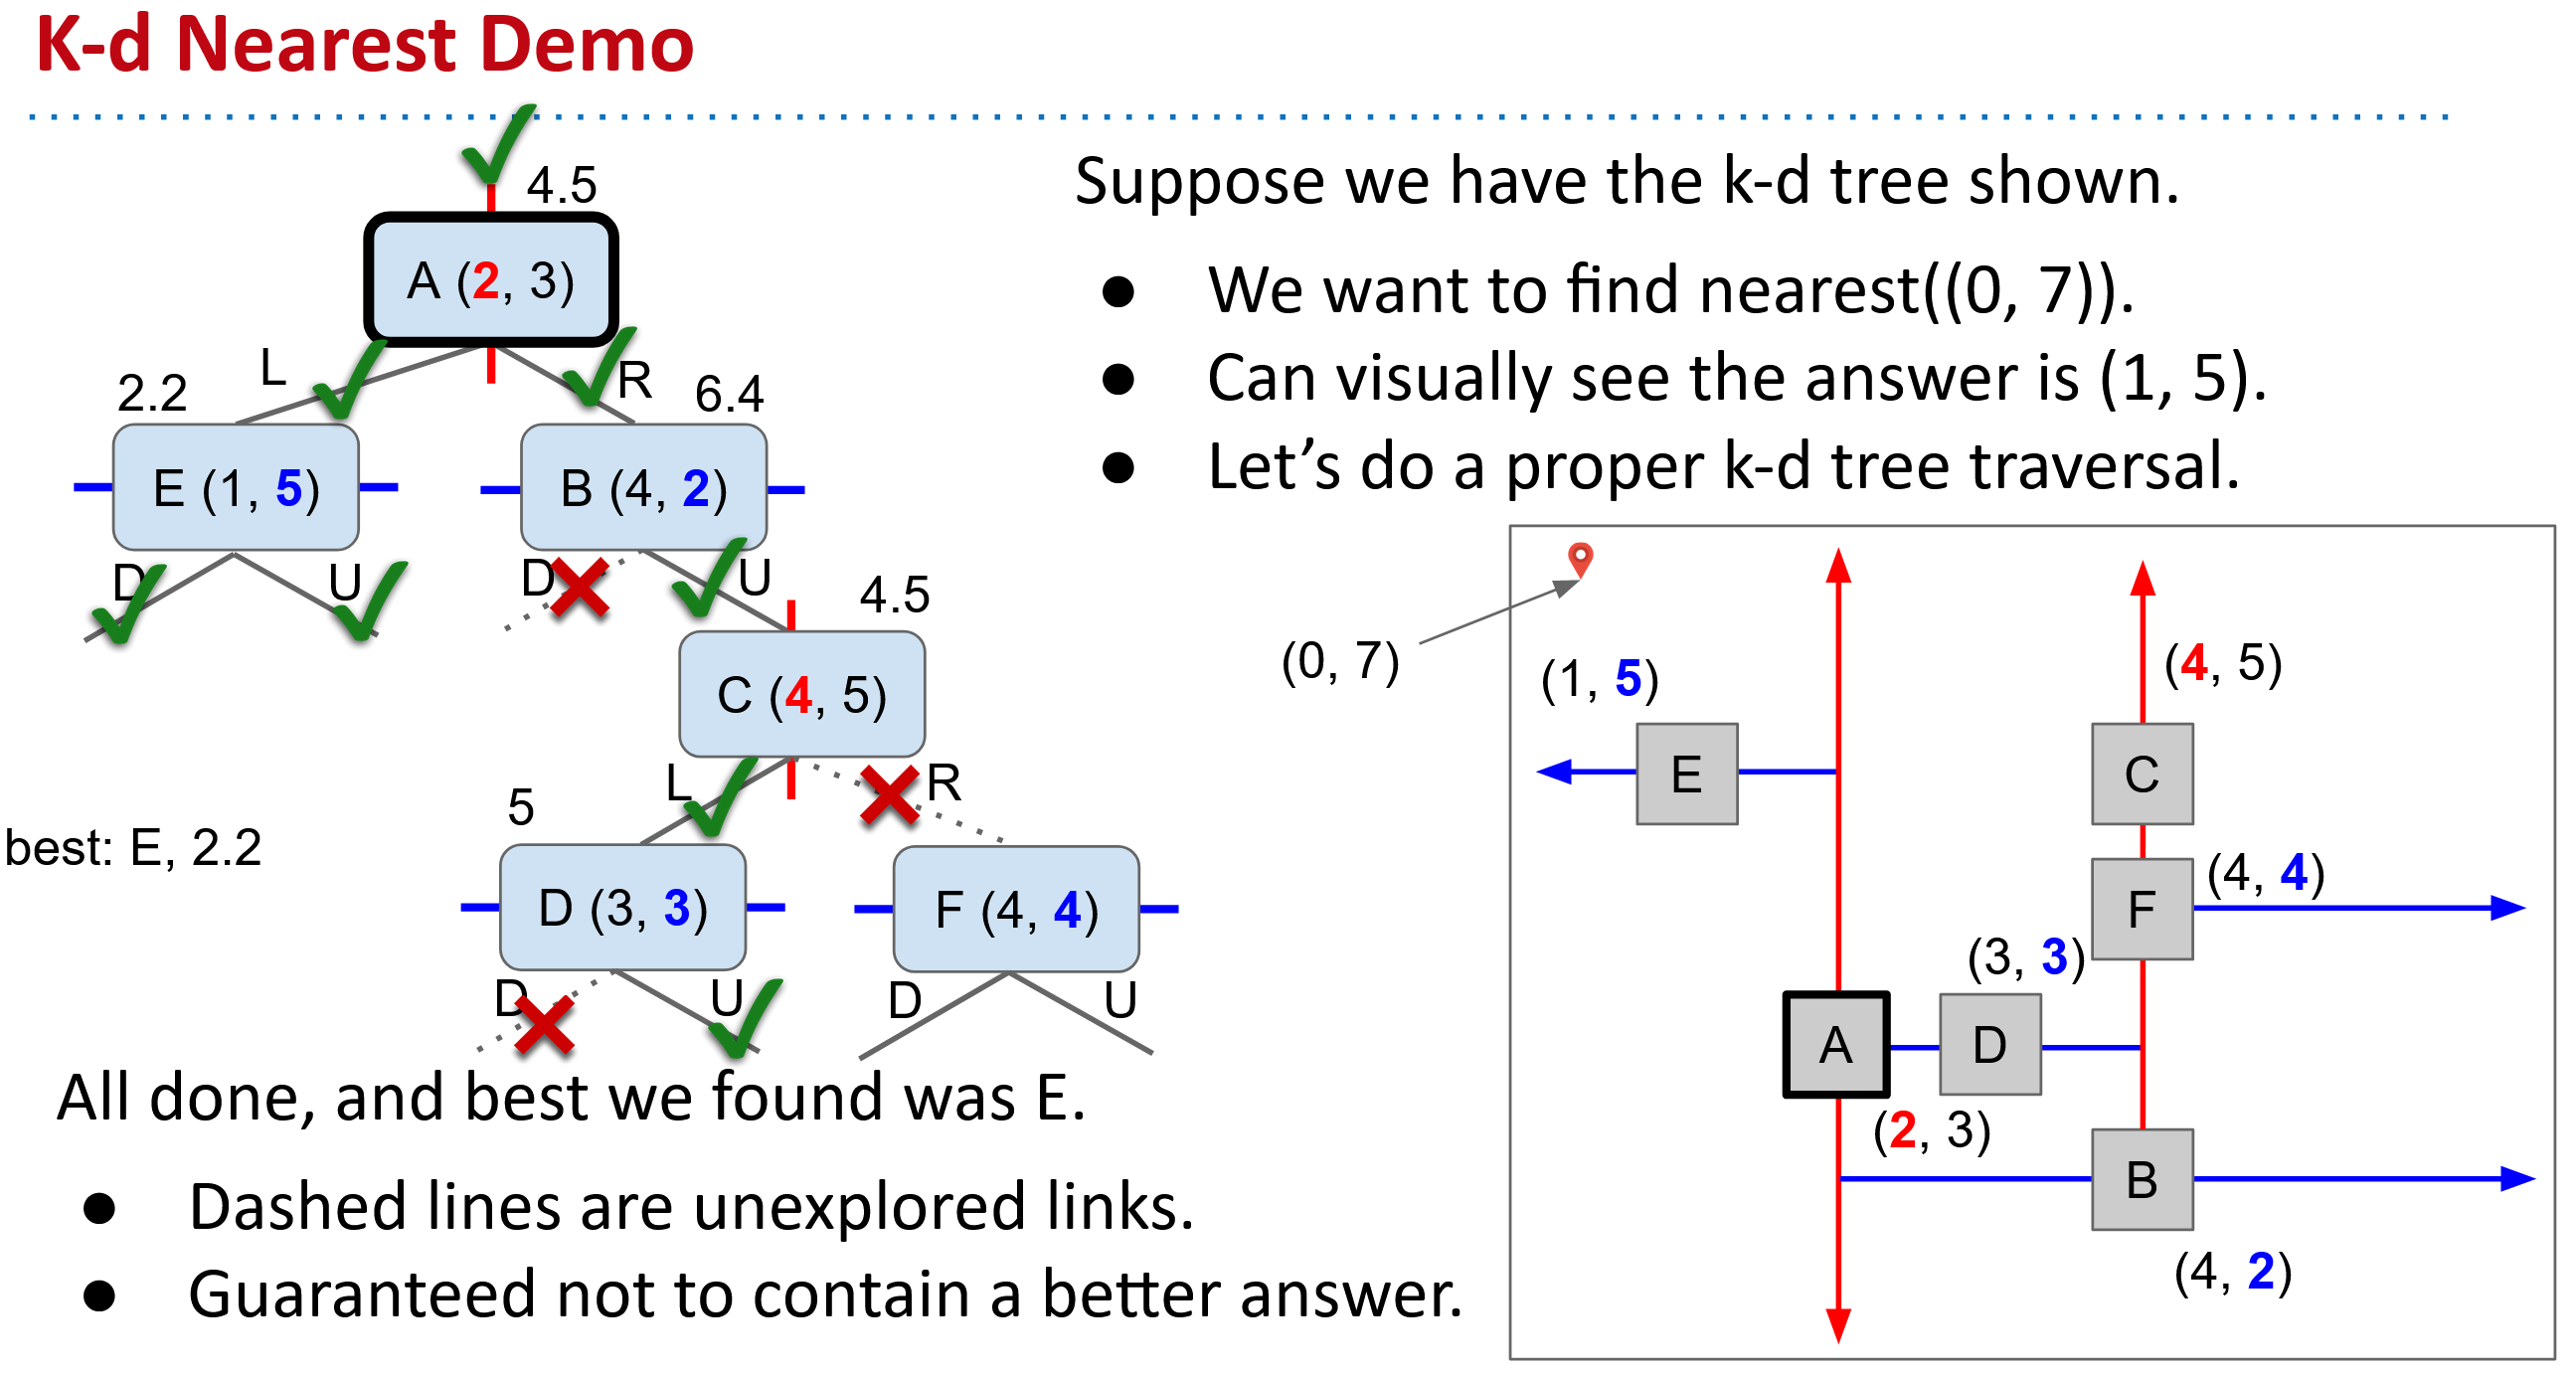 K-d Nearest Demo
Suppose we have the k-d tree shown.
● We want to find nearest((0, 7)).
● Can visually see the answer is (1, 5).
● Let’s do a proper k-d tree traversal.
4.5
A (2, 3)
L
R
2.2
6.4
E (1, 5)
B (4, 2)
D
U
D
U
4.5
C (4, 5)
L
R
5
best: E, 2.2
D (3, 3)
F (4, 4)
D
U
D
U
All done, and best we found was E.
● Dashed lines are unexplored links.
● Guaranteed not to contain a better answer.
(0, 7)
(1, 5)
(4, 5)
E
C
(4, 4)
F
(3, 3)
A
D
(2, 3)
B
(4, 2)